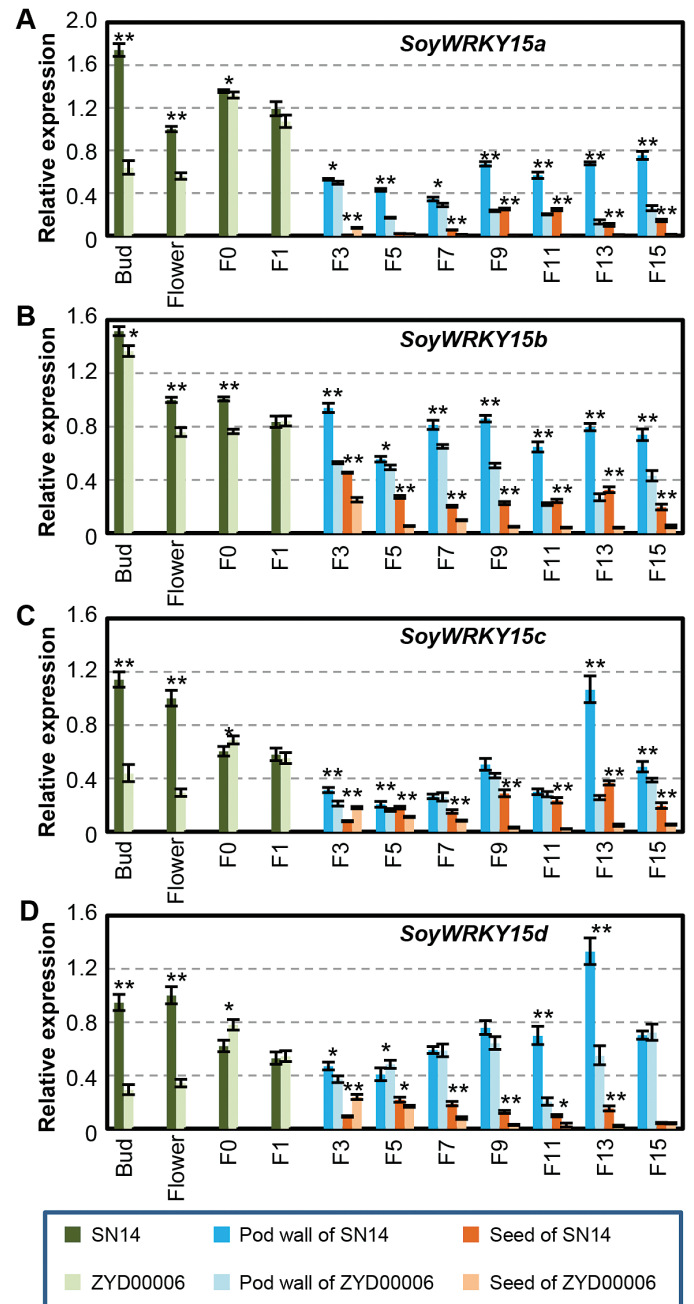 A
SoyWRKY15a
Relative expression
2.0
1.6
1.2
0.8
0.4
0
** ** * * ** ** * ** ** ** ** ** ** ** ** **
Bud Flower F0 F1 F3 F5 F7 F9 F11 F13 F15
B
SoyWRKY15b
Relative expression
1.6
1.2
0.8
0.4
0
* ** ** ** ** * ** ** ** ** ** ** ** ** ** ** **
Bud Flower F0 F1 F3 F5 F7 F9 F11 F13 F15
C
SoyWRKY15c
Relative expression
1.6
1.2
0.8
0.4
0
** ** * ** ** ** ** ** ** ** ** ** ** **
Bud Flower F0 F1 F3 F5 F7 F9 F11 F13 F15
D
SoyWRKY15d
Relative expression
1.6
1.2
0.8
0.4
0
** ** * * ** * * ** ** ** * ** **
Bud Flower F0 F1 F3 F5 F7 F9 F11 F13 F15
SN14 Pod wall of SN14 Seed of SN14
ZYD00006 Pod wall of ZYD00006 Seed of ZYD00006